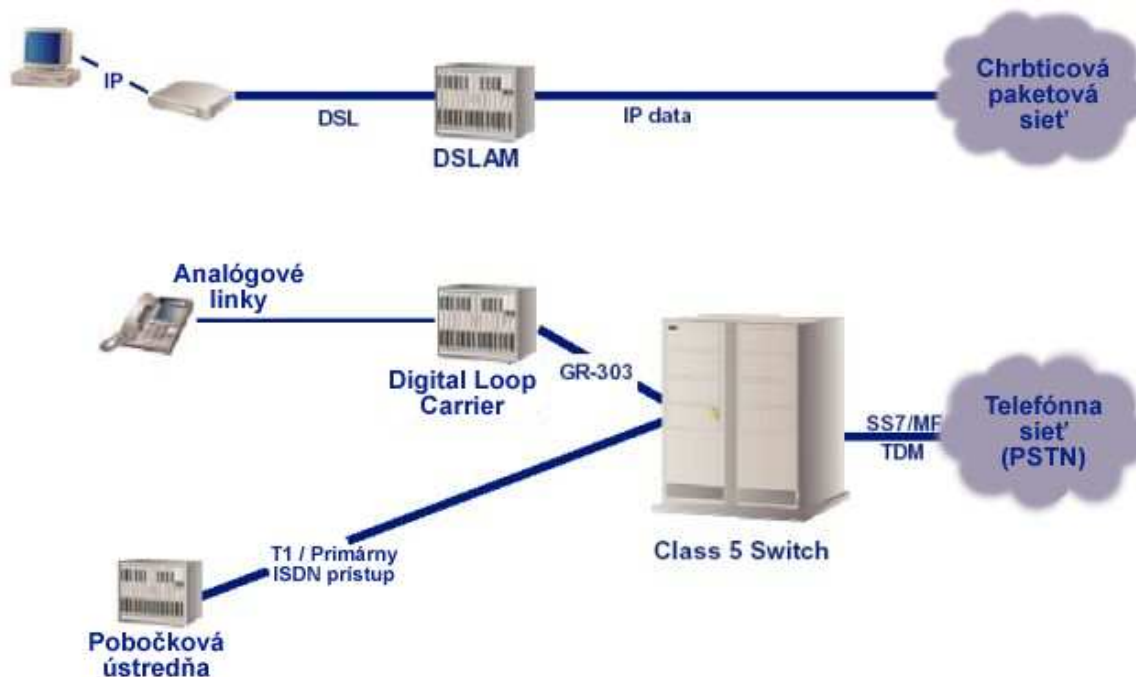 IP
DSL
DSLAM
IP data
Chrbticová
paketová
sieť
Analógové
linky
Digital Loop
Carrier
GR-303
Class 5 Switch
SS7/MF
TDM
Telefónna
sieť
(PSTN)
T1 / Primárny
ISDN prístup
Pobočková
ústredňa